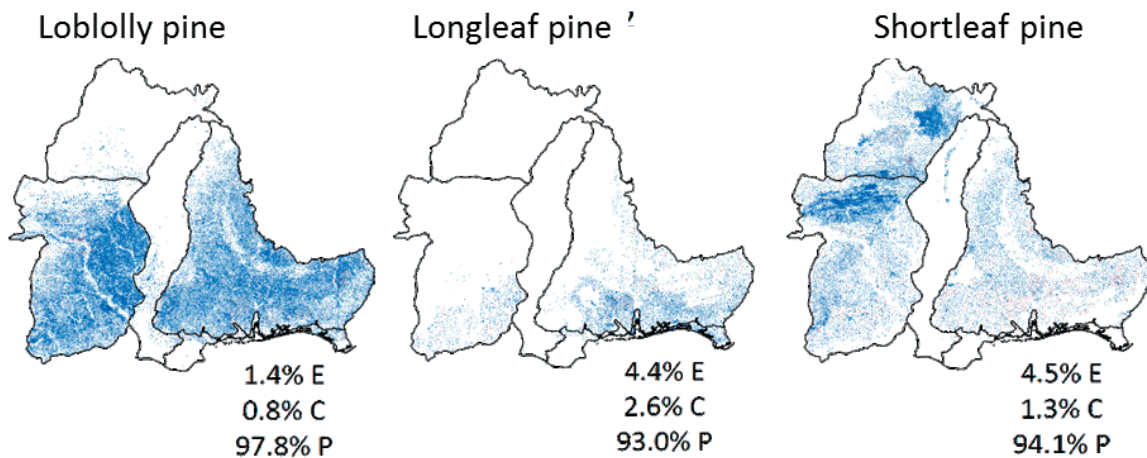 Loblolly pine
Longleaf pine ’
Shortleaf pine
1.4% E
0.8% C
97.8% P
4.4% E
2.6% C
93.0% P
4.5% E
1.3% C
94.1% P